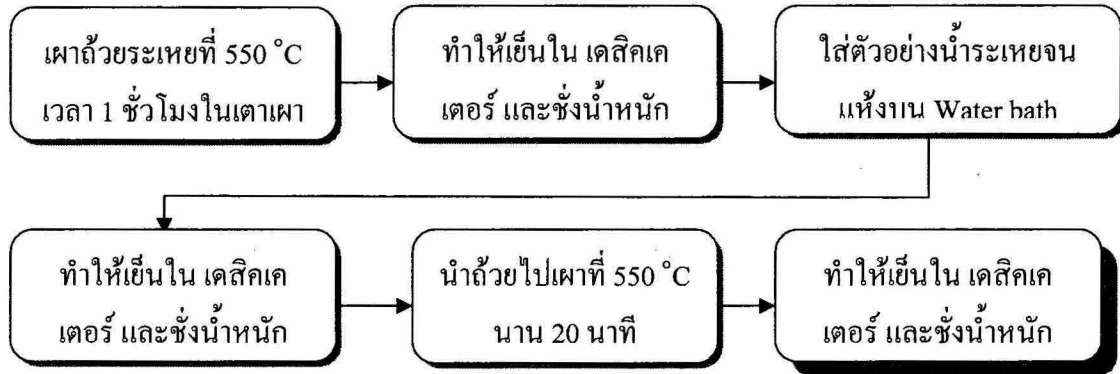 เผาถ้วยระเหยที่ 550 °C
เวลา 1 ชั่วโมงในเตาเผา
ทำให้เย็นใน เดสิคเค
เตอร์ และชั่งน้ำหนัก
ใส่ตัวอย่างน้ำระเหยจน
แห้งบน Water bath
ทำให้เย็นใน เดสิคเค
เตอร์ และชั่งน้ำหนัก
นำถ้วยไปเผาที่ 550 °C
นาน 20 นาที
ทำให้เย็นใน เดสิคเค
เตอร์ และชั่งน้ำหนัก